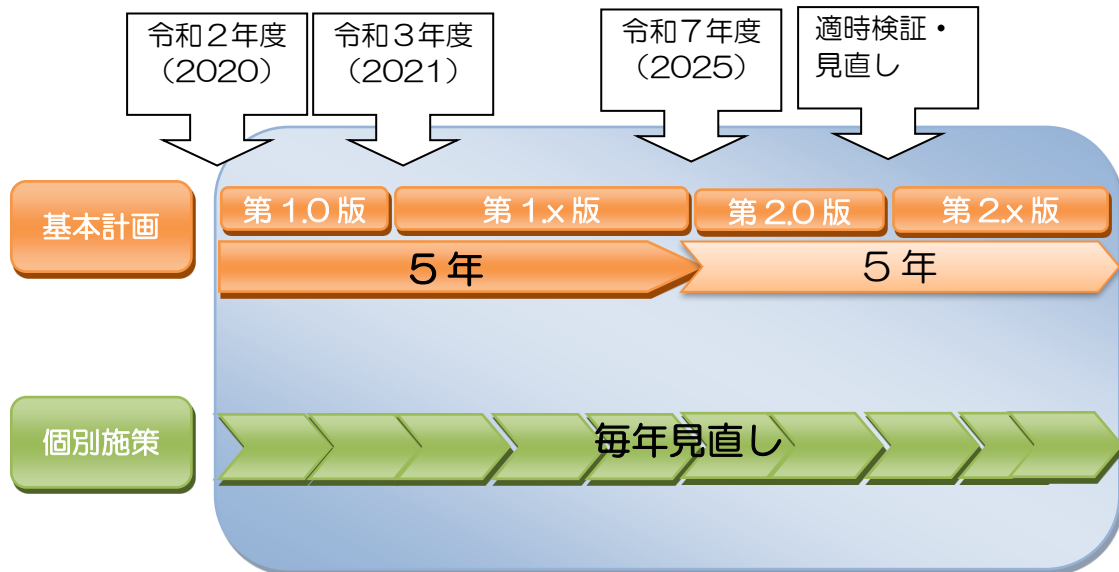 令和２年度
（2020）
令和３年度
（2021）
令和７年度
（2025）
適時検証・
見直し
基本計画
第１.０版
第１.x版
第２.０版
第２.x版
５年
５年
個別施策
毎年見直し